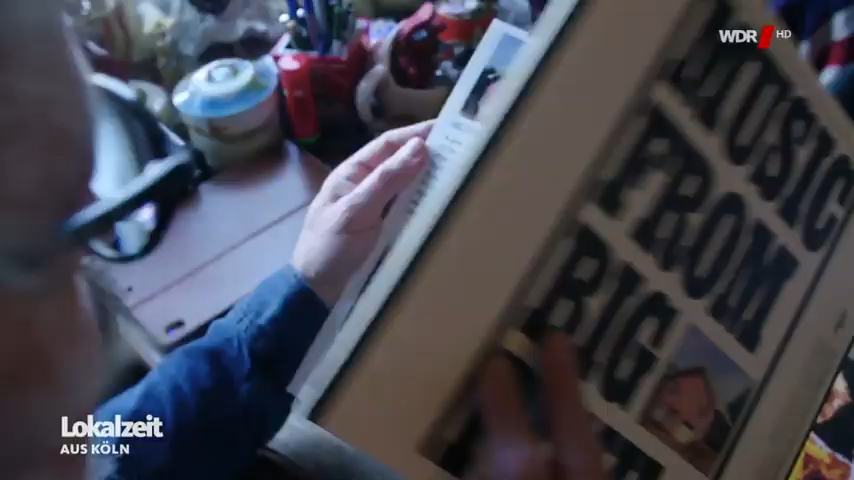 WDR HD
MUSIC
FROM
BIG
Lokalzeit
AUS KÖLN